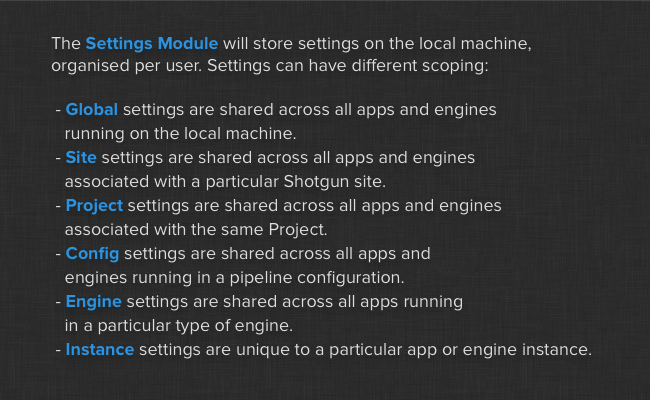 The Settings Module will store settings on the local machine,
organised per user. Settings can have different scoping:
- Global settings are shared across all apps and engines
running on the local machine.
- Site settings are shared across all apps and engines
associated with a particular Shotgun site.
- Project settings are shared across all apps and engines
associated with the same Project.
- Config settings are shared across all apps and
engines running in a pipeline configuration.
- Engine settings are shared across all apps running
in a particular type of engine.
- Instance settings are unique to a particular app or engine instance.